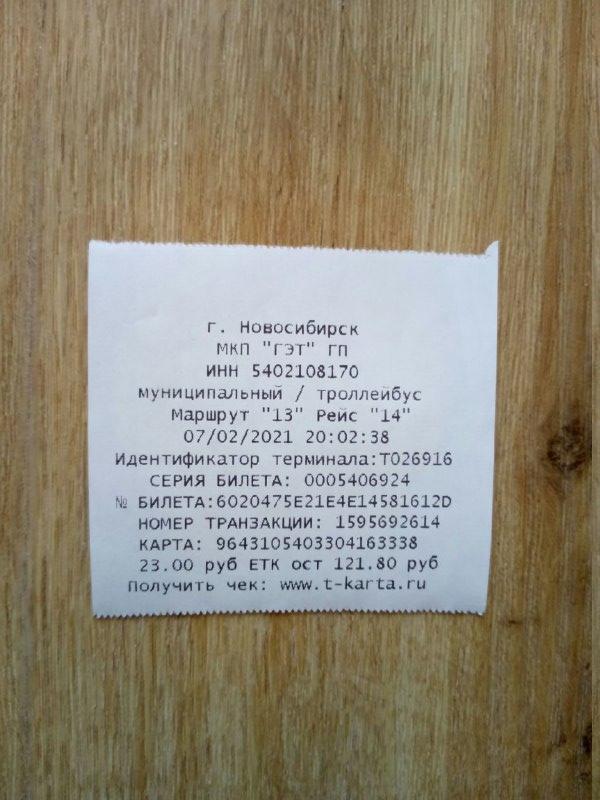 г. Новосибирск
МКП "ГЭТ" ГП
ИНН 5402108170
муниципальный / троллейбус
Маршрут "13" Рейс "14"
07/02/2021 20:02:38
Идентификатор терминала:T026916
СЕРИЯ БИЛЕТА: 0005406924
№ БИЛЕТА:6020475E21E4E14581612D
НОМЕР ТРАНЗАКЦИИ: 1595692614
КАРТА: 9643105403304163338
23.00 руб ЕТК ост 121.80 руб
Получить чек: www.t-karta.ru